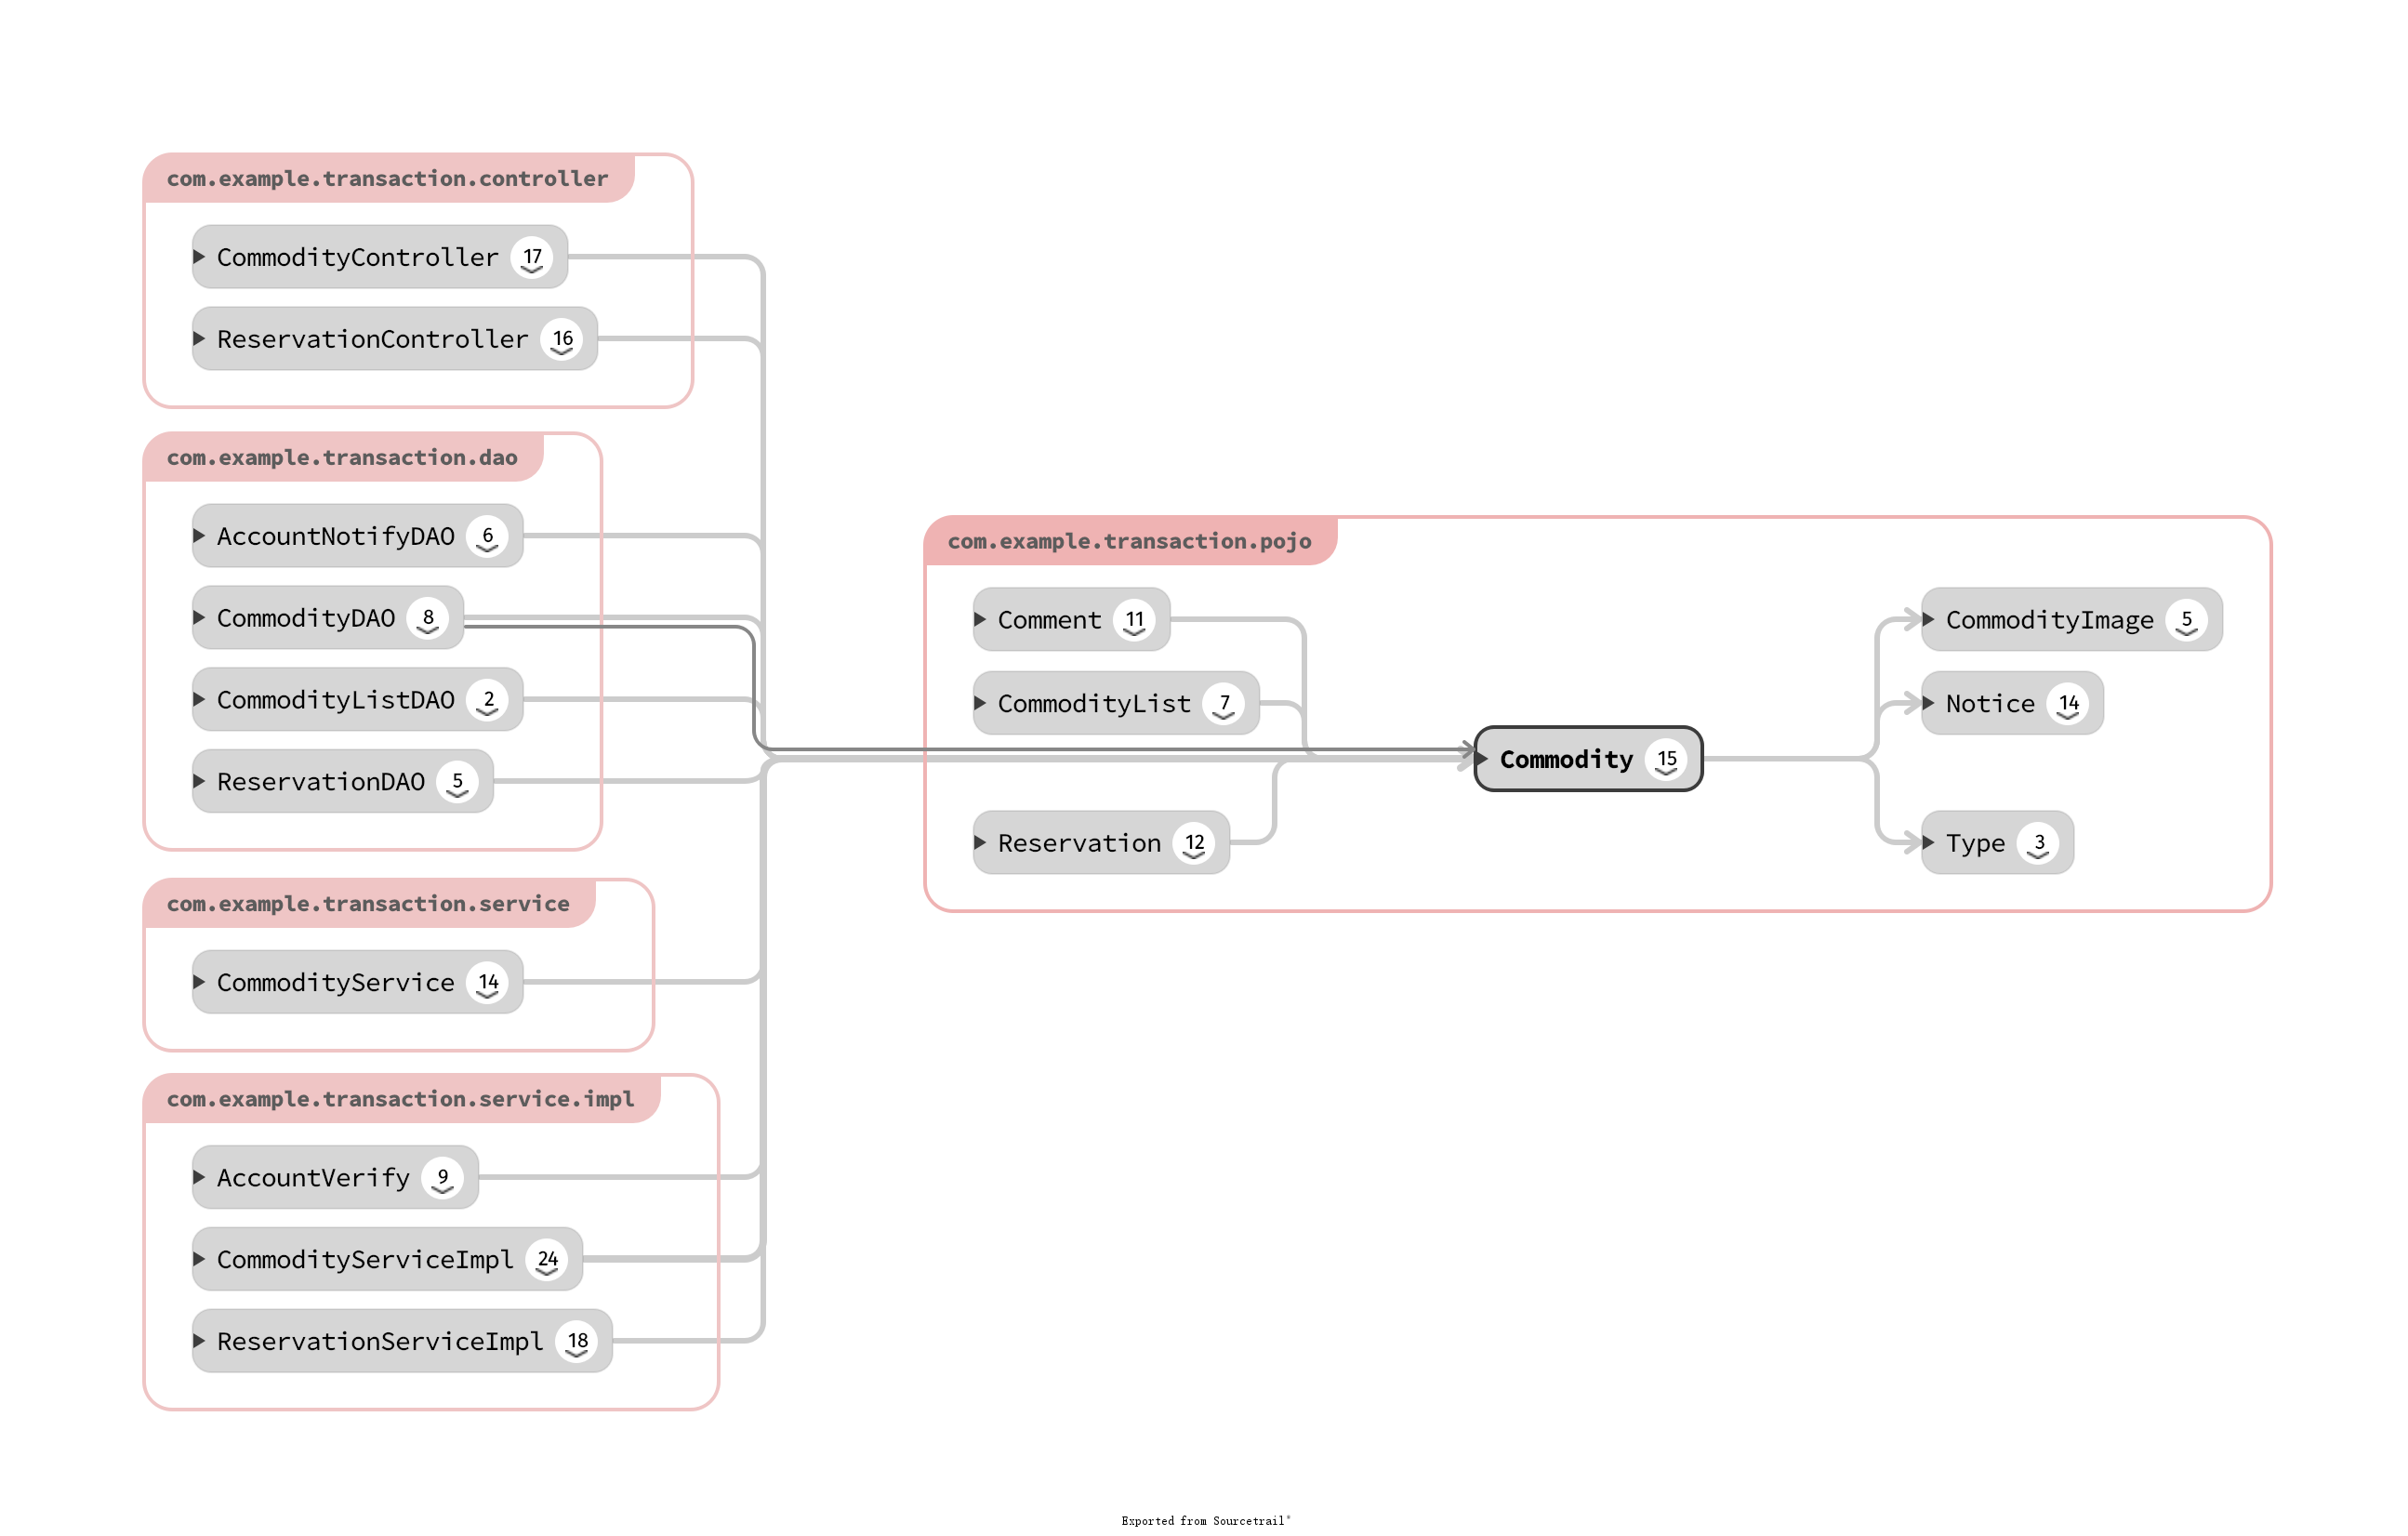 com.example.transaction.controller
CommodityController 17
ReservationController 16
com.example.transaction.dao
AccountNotifyDAO 6
CommodityDAO 8
CommodityListDAO 2
ReservationDAO 5
com.example.transaction.service
CommodityService 14
com.example.transaction.service.impl
AccountVerify 9
CommodityServiceImpl 24
ReservationServiceImpl 18
com.example.transaction.pojo
Comment 11
CommodityList 7
Reservation 12
Commodity 15
CommodityImage 5
Notice 14
Type 3
Exported from Sourcetrail®